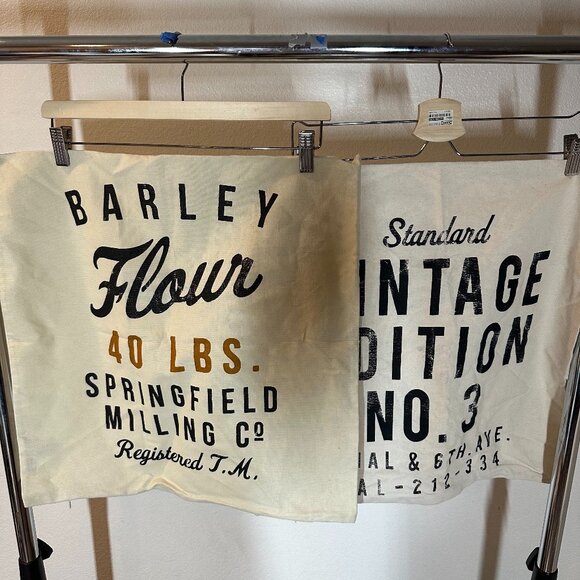 BARLEY
Flour
40 LBS.
SPRINGFIELD
MILLING Cº
Registered T.M.
Standard
INTAGE
DITION
NO. 3
IAL & 6TH. AVE.
AL-212-334